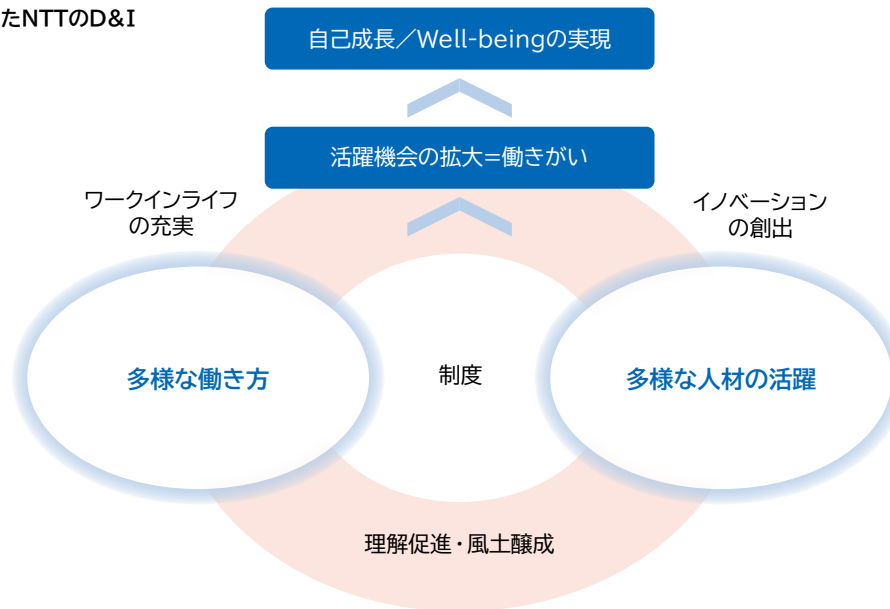 たNTTのD&I
自己成長／Well-beingの実現
活躍機会の拡大=働きがい
ワークインライフ
の充実
イノベーション
の創出
多様な働き方
制度
多様な人材の活躍
理解促進・風土醸成